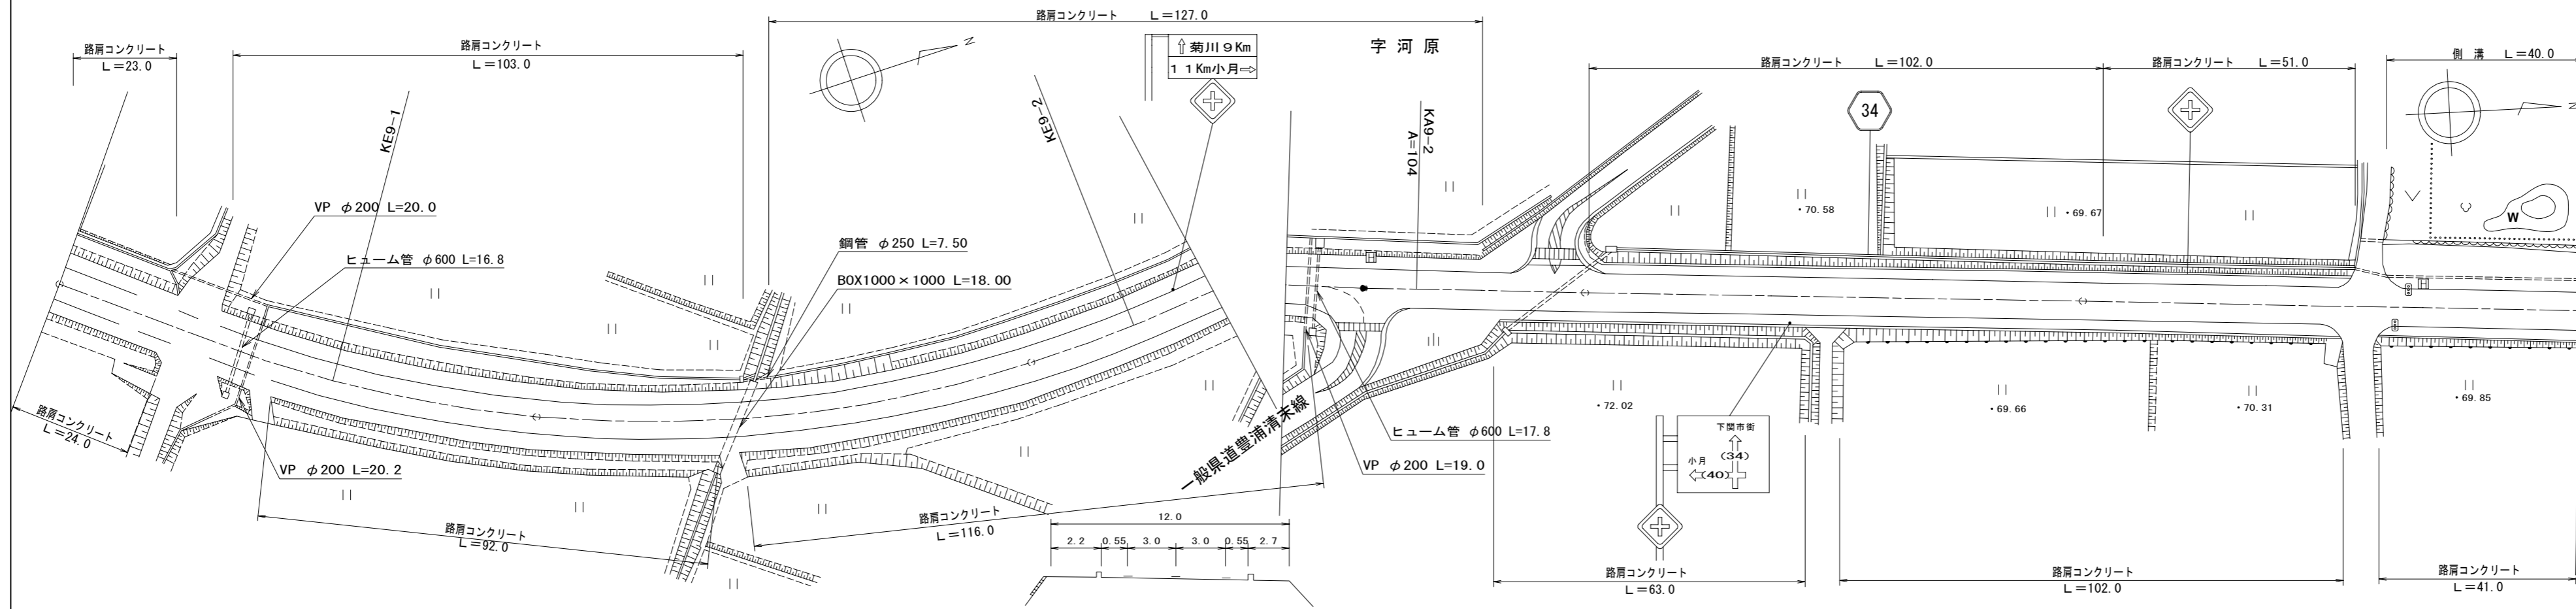 路肩コンクリート
L=23.0
路肩コンクリート
L=103.0
路肩コンクリート L=127.0
N
⇧菊川9Km
11Km小月⇨
字河原
路肩コンクリート L=102.0
路肩コンクリート L=51.0
側溝 L=40.0
34
N
KE9-1
KE9-2
KA9-2
A=104
VP φ200 L=20.0
ヒューム管 φ600 L=16.8
鋼管 φ250 L=7.50
BOX1000×1000 L=18.00
・70.58
・69.67
W
路肩コンクリート
L=24.0
VP φ200 L=20.2
路肩コンクリート
L=92.0
路肩コンクリート
L=116.0
一般県道豊浦清末線
ヒューム管 φ600 L=17.8
VP φ200 L=19.0
・72.02
・69.66
・70.31
・69.85
下関市街
(34)
小月
(40)
12.0
2.2 0.55 3.0 3.0 0.55 2.7
路肩コンクリート
L=63.0
路肩コンクリート
L=102.0
路肩コンクリート
L=41.0